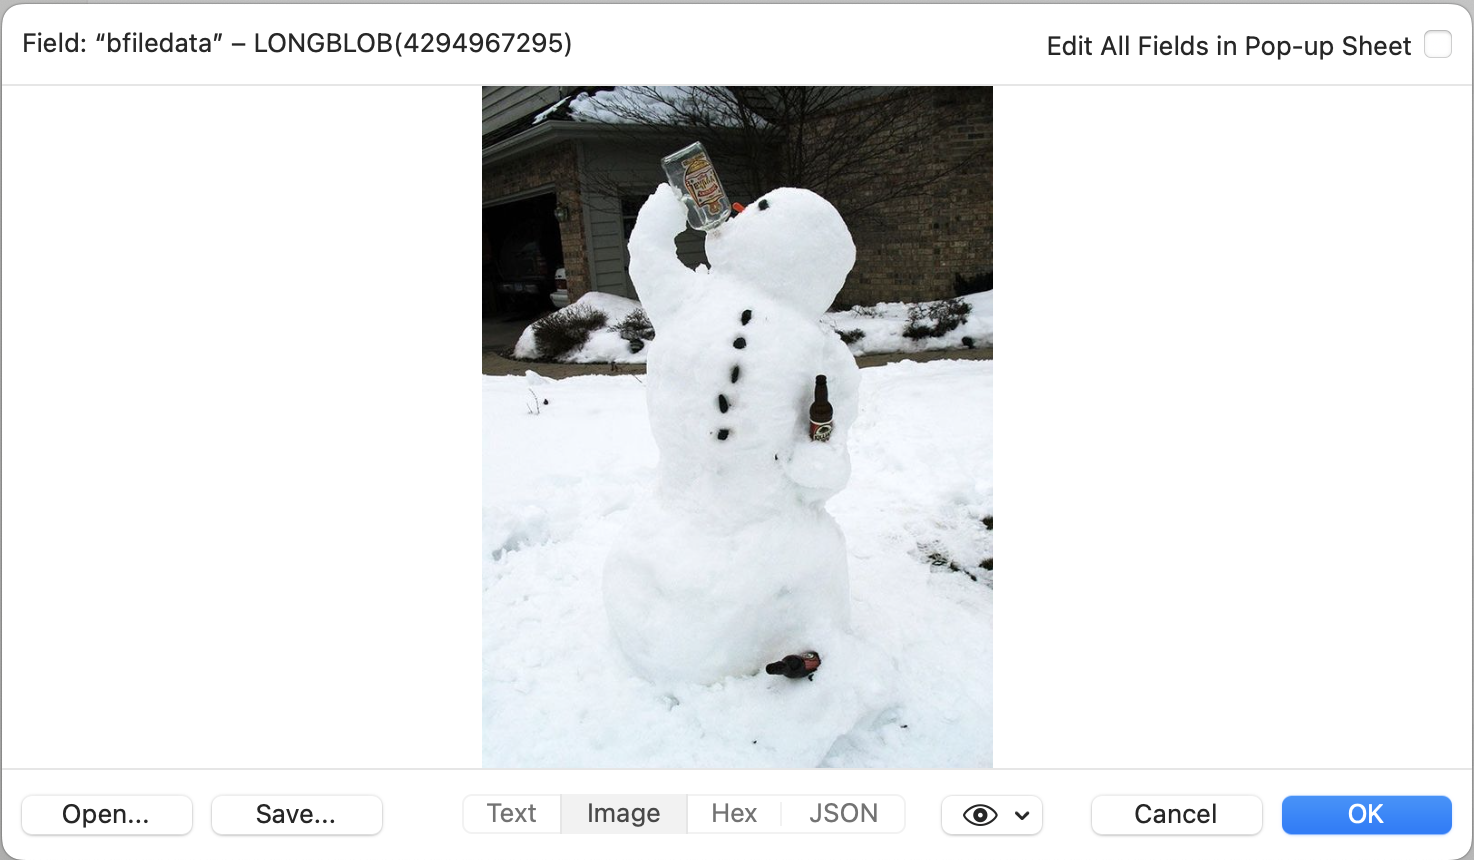 Field: “bfiledata” – LONGBLOB(4294967295)
Edit All Fields in Pop-up Sheet
Open...
Save...
Text
Image
Hex
JSON
Cancel
OK